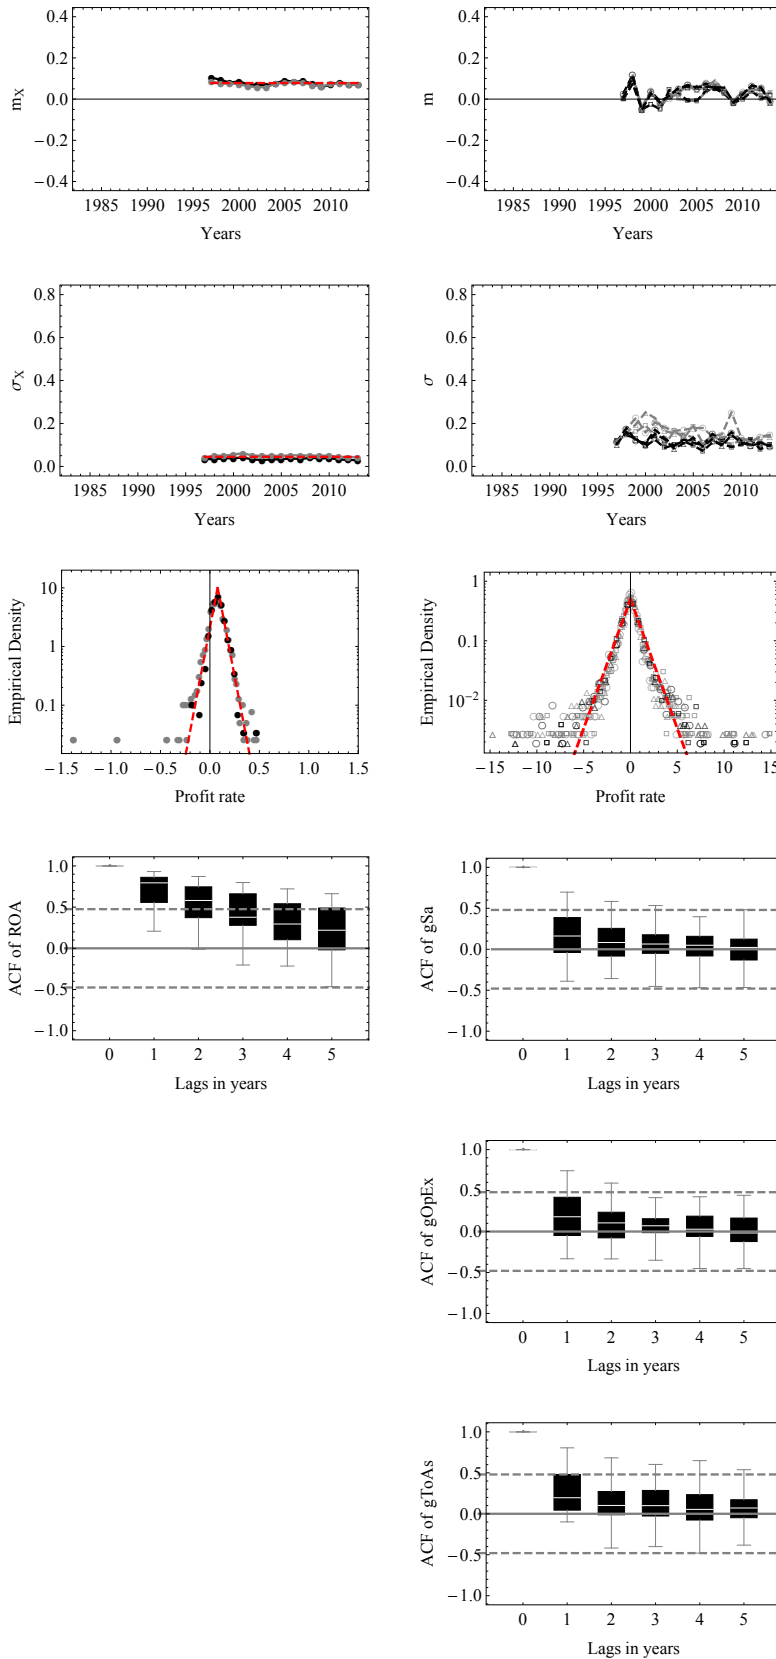 0.4
0.2
0.0
−0.2
−0.4
m_X
1985 1990 1995 2000 2005 2010
Years
0.4
0.2
0.0
−0.2
−0.4
m
1985 1990 1995 2000 2005 2010
Years
0.8
0.6
0.4
0.2
0.0
σ_X
1985 1990 1995 2000 2005 2010
Years
0.8
0.6
0.4
0.2
0.0
σ
1985 1990 1995 2000 2005 2010
Years
10
1
0.1
Empirical Density
−1.5 −1.0 −0.5 0.0 0.5 1.0 1.5
Profit rate
1
0.1
10^−2
Empirical Density
−15 −10 −5 0 5 10 15
Profit rate
1.0
0.5
0.0
−0.5
−1.0
ACF of ROA
0 1 2 3 4 5
Lags in years
1.0
0.5
0.0
−0.5
−1.0
ACF of gSa
0 1 2 3 4 5
Lags in years
1.0
0.5
0.0
−0.5
−1.0
ACF of gOpEx
0 1 2 3 4 5
Lags in years
1.0
0.5
0.0
−0.5
−1.0
ACF of gToAs
0 1 2 3 4 5
Lags in years